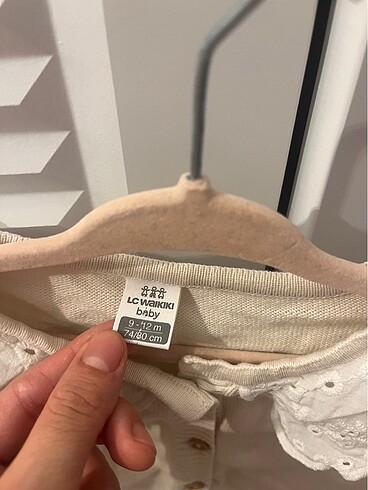 LC WAIKIKI
baby
9 - 12 m
74/80 cm